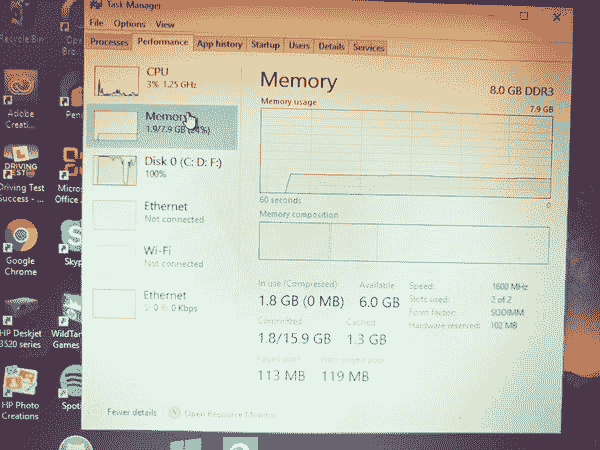 Task Manager
File Options View
Processes Performance App history Startup Users Details Services
CPU
3% 1.25 GHz
Memory
1.9/7.9 GB (24%)
Disk 0 (C: D: F:)
100%
Ethernet
Not connected
Wi-Fi
Not connected
Ethernet
S: 0 R: 0 Kbps
Memory 8.0 GB DDR3
Memory usage 7.9 GB
60 seconds 0
Memory composition
In use (Compressed) Available
1.8 GB (0 MB) 6.0 GB
Committed Cached
1.8/15.9 GB 1.3 GB
Paged pool Non-paged pool
113 MB 119 MB
Speed: 1600 MHz
Slots used: 2 of 2
Form factor: SODIMM
Hardware reserved: 102 MB
Fewer details Open Resource Monitor
Recycle Bin
Adobe
Creati...
Driving Test
Success - ...
Micros
Office
Google
Chrome
Skyp
HP Deskjet
3520 series
WildTan
Games
HP Photo
Creations
Spoti